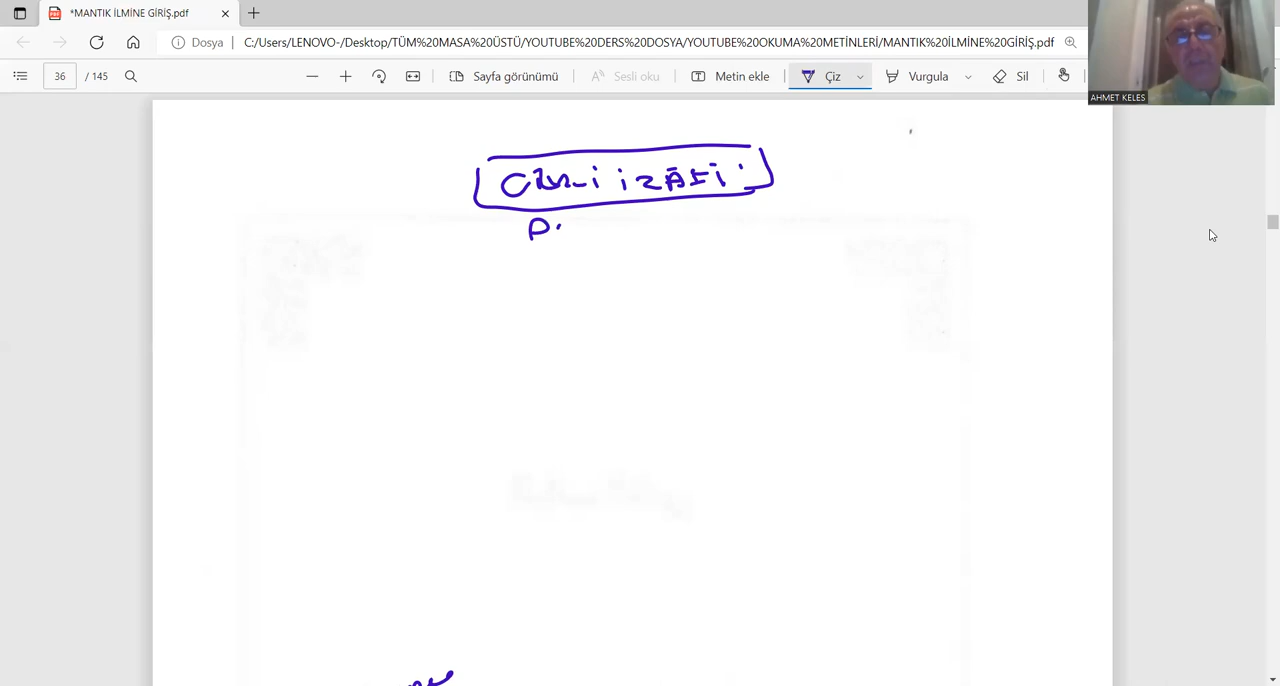 *MANTIK İLMİNE GİRİŞ.pdf
Dosya C:/Users/LENOVO-/Desktop/TÜM%20MASA%20ÜSTÜ/YOUTUBE%20DERS%20DOSYA/YOUTUBE%20OKUMA%20METİNLERİ/MANTIK%20İLMİNE%20GİRİŞ.pdf
36 / 145 Sayfa görünümü Sesli oku Metin ekle Çiz Vurgula Sil
AHMET KELES
izÂfi